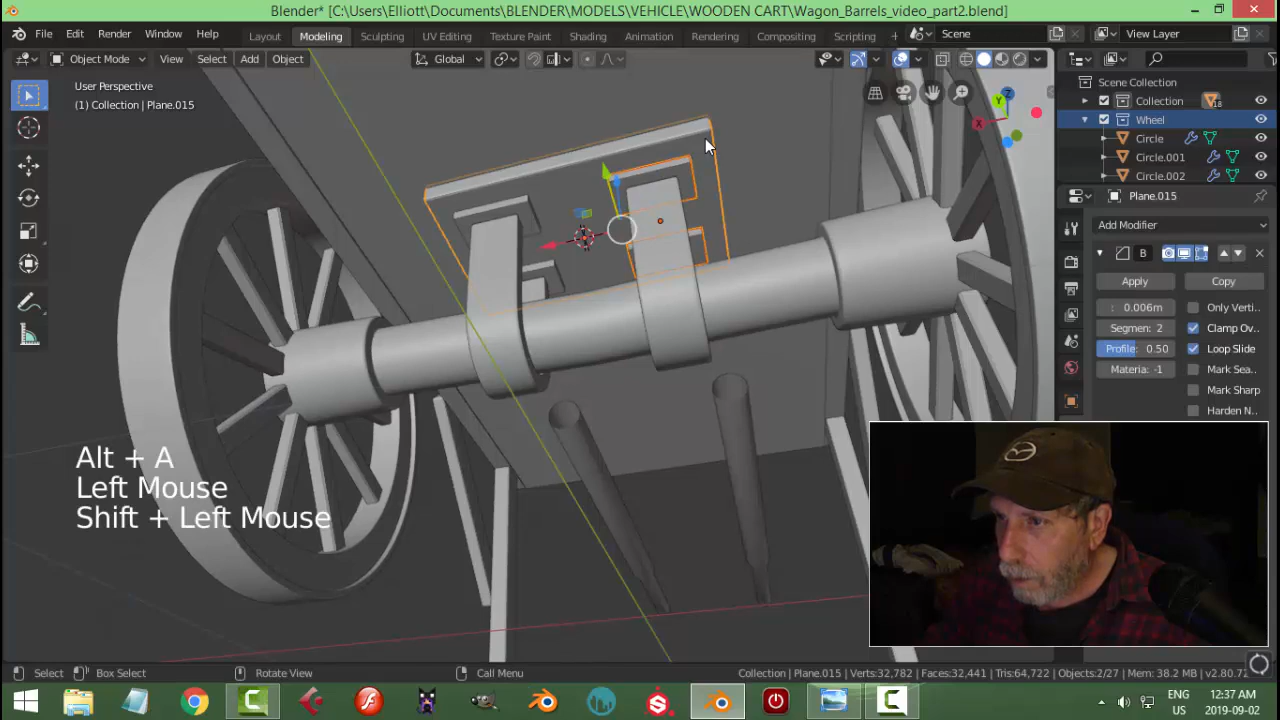 Blender* [C:\Users\Elliott\Documents\BLENDER\MODELS\VEHICLE\WOODEN CART\Wagon_Barrels_video_part2.blend]
File Edit Render Window Help Layout Modeling Sculpting UV Editing Texture Paint Shading Animation Rendering Compositing Scripting Scene View Layer
Object Mode View Select Add Object Global
User Perspective
(1) Collection | Plane.015
Scene Collection
Collection 18
Wheel
Circle
Circle.001
Circle.002
Plane.015
Add Modifier
B
Apply Copy
: 0.006m Only Verti..
Segmen: 2 Clamp Ov..
Profile: 0.50 Loop Slide
Materia: -1 Mark Sea..
Mark Sharp
Harden N..
Z
Y
X
Alt + A
Left Mouse
Shift + Left Mouse
Select Box Select Rotate View Call Menu Collection | Plane.015 | Verts:32,782 | Faces:32,441 | Tris:64,722 | Objects:2/27 | Mem: 38.2 MB | v2.80.7
ENG 12:37 AM
US 2019-09-02